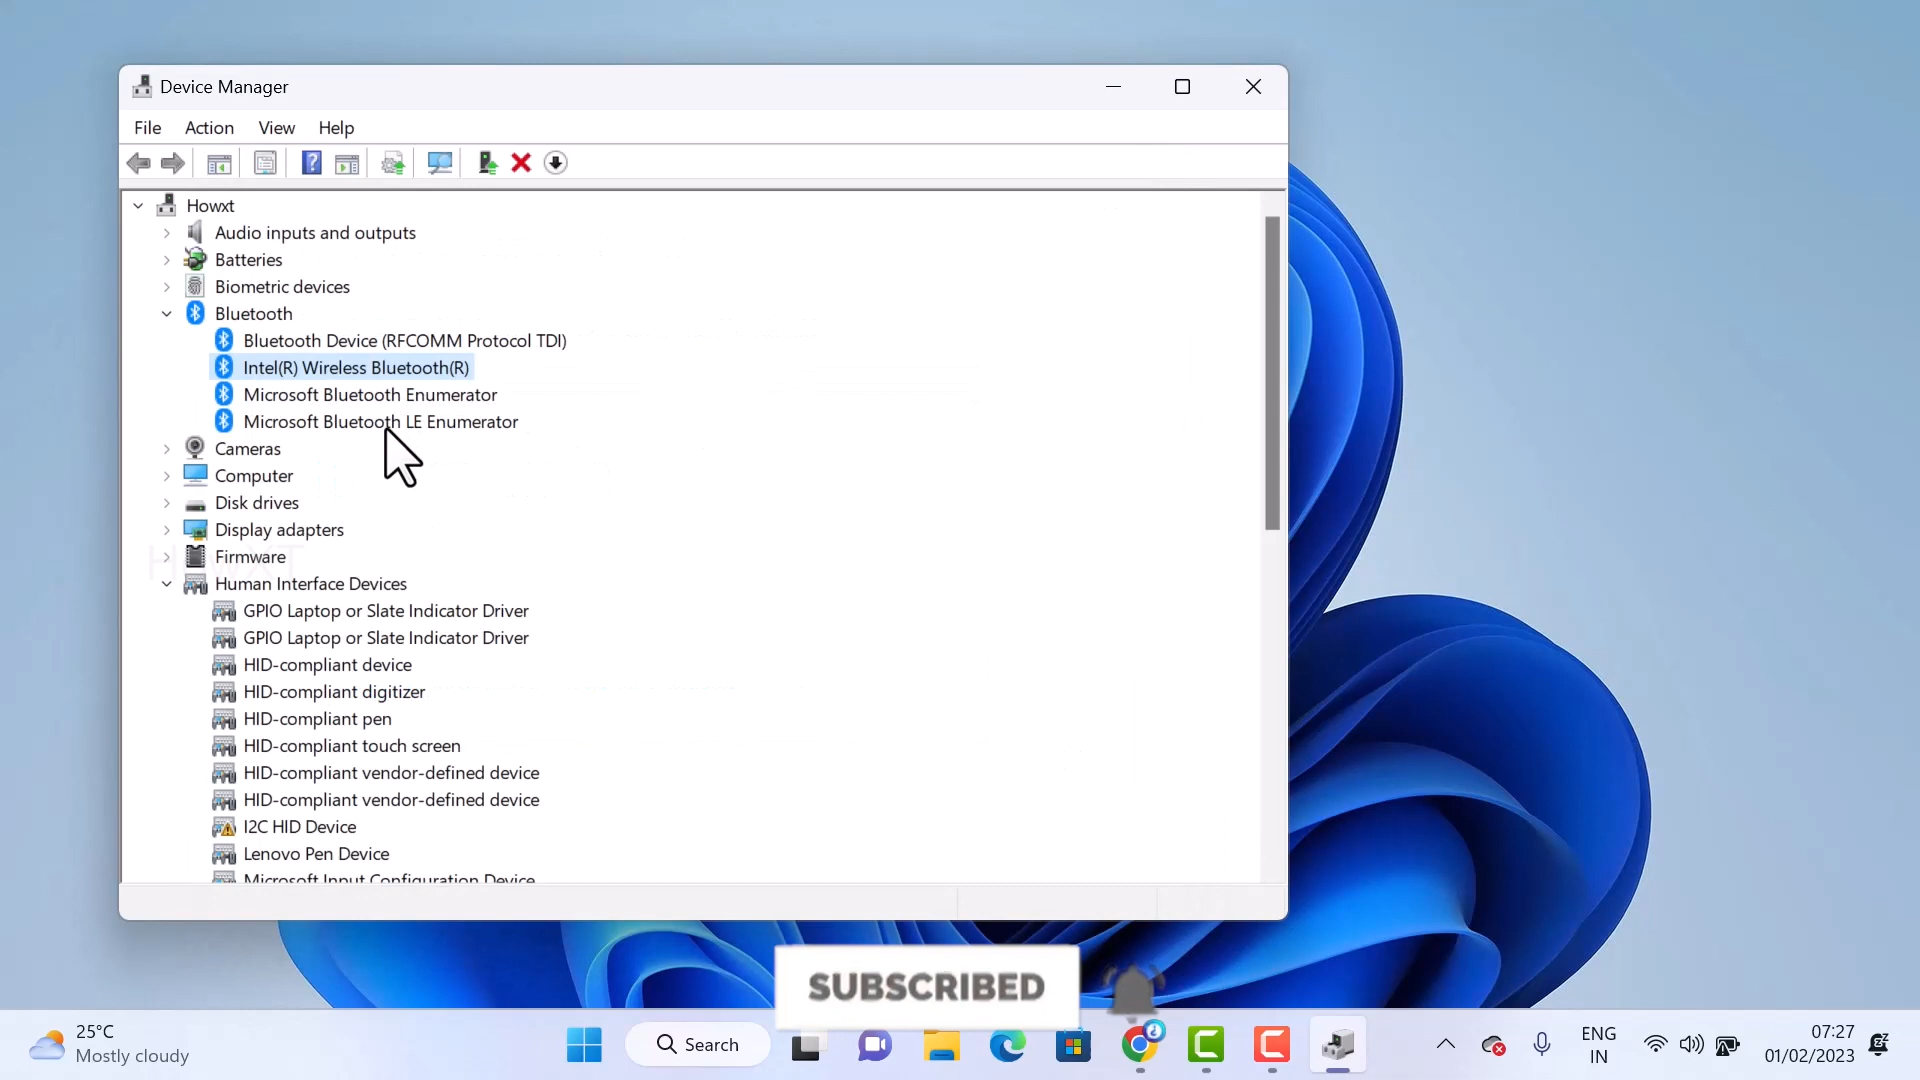 Device Manager
File Action View Help
Howxt
Audio inputs and outputs
Batteries
Biometric devices
Bluetooth
Bluetooth Device (RFCOMM Protocol TDI)
Intel(R) Wireless Bluetooth(R)
Microsoft Bluetooth Enumerator
Microsoft Bluetooth LE Enumerator
Cameras
Computer
Disk drives
Display adapters
Firmware
Human Interface Devices
GPIO Laptop or Slate Indicator Driver
GPIO Laptop or Slate Indicator Driver
HID-compliant device
HID-compliant digitizer
HID-compliant pen
HID-compliant touch screen
HID-compliant vendor-defined device
HID-compliant vendor-defined device
I2C HID Device
Lenovo Pen Device
Microsoft Input Configuration Device
SUBSCRIBED
25°C
Mostly cloudy
Search
ENG
IN
07:27
01/02/2023